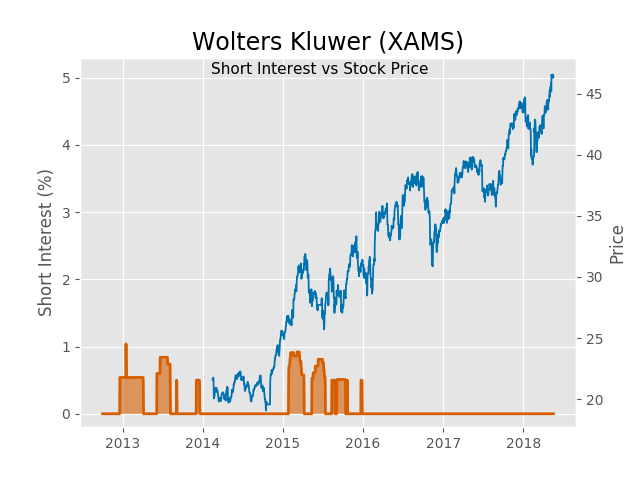 Wolters Kluwer (XAMS)
Short Interest vs Stock Price
Short Interest (%)
5
4
3
2
1
0
45
40
35
30
25
20
Price
2013 2014 2015 2016 2017 2018